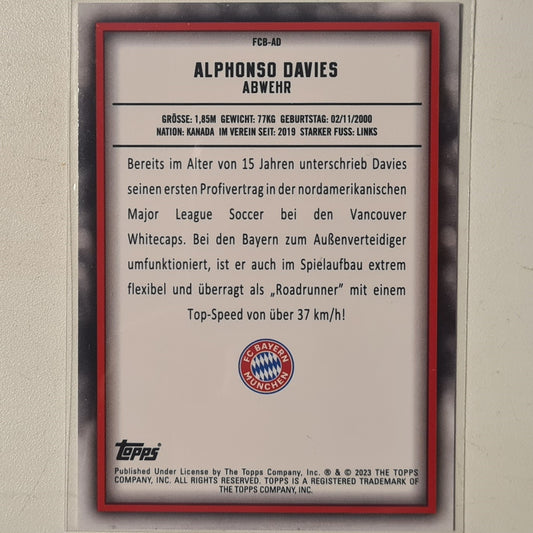 FCB-AD
ALPHONSO DAVIES
ABWEHR
GRÖSSE: 1,85M GEWICHT: 77KG GEBURTSTAG: 02/11/2000
NATION: KANADA IM VEREIN SEIT: 2019 STARKER FUSS: LINKS
Bereits im Alter von 15 Jahren unterschrieb Davies
seinen ersten Profivertrag in der nordamerikanischen
Major League Soccer bei den Vancouver
Whitecaps. Bei den Bayern zum Außenverteidiger
umfunktioniert, ist er auch im Spielaufbau extrem
flexibel und überragt als „Roadrunner" mit einem
Top-Speed von über 37 km/h!
FC BAYERN
MÜNCHEN
topps®
Published Under License by The Topps Company, Inc. ® & © 2023 THE TOPPS
COMPANY, INC. ALL RIGHTS RESERVED. TOPPS IS A REGISTERED TRADEMARK OF
THE TOPPS COMPANY, INC.